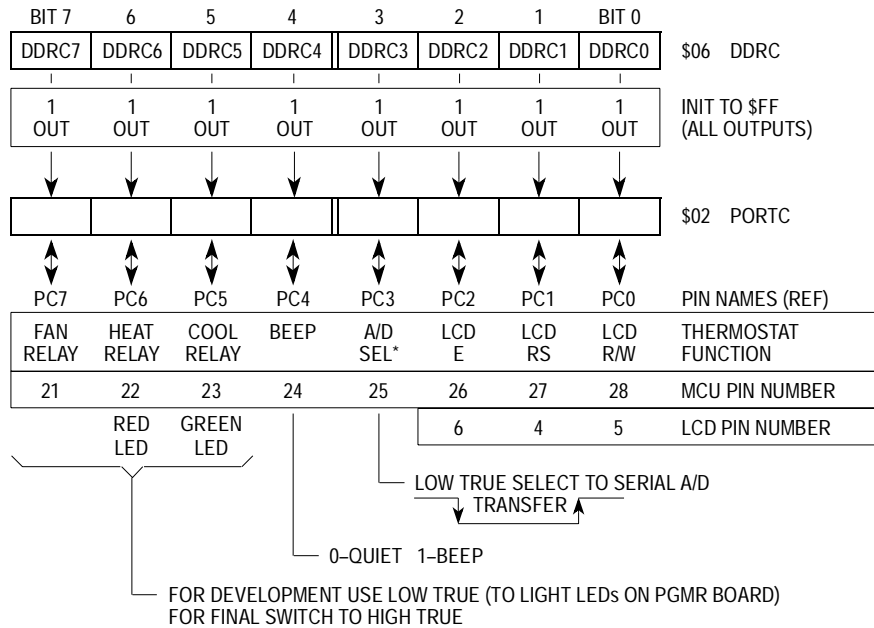 BIT 7 6 5 4 3 2 1 BIT 0
DDRC7 DDRC6 DDRC5 DDRC4 DDRC3 DDRC2 DDRC1 DDRC0 $06 DDRC
1 1 1 1 1 1 1 1 INIT TO $FF
OUT OUT OUT OUT OUT OUT OUT OUT (ALL OUTPUTS)
$02 PORTC
PC7 PC6 PC5 PC4 PC3 PC2 PC1 PC0 PIN NAMES (REF)
FAN HEAT COOL BEEP A/D LCD LCD LCD THERMOSTAT
RELAY RELAY RELAY SEL* E RS R/W FUNCTION
21 22 23 24 25 26 27 28 MCU PIN NUMBER
RED GREEN 6 4 5 LCD PIN NUMBER
LED LED
LOW TRUE SELECT TO SERIAL A/D
TRANSFER
0–QUIET 1–BEEP
FOR DEVELOPMENT USE LOW TRUE (TO LIGHT LEDs ON PGMR BOARD)
FOR FINAL SWITCH TO HIGH TRUE